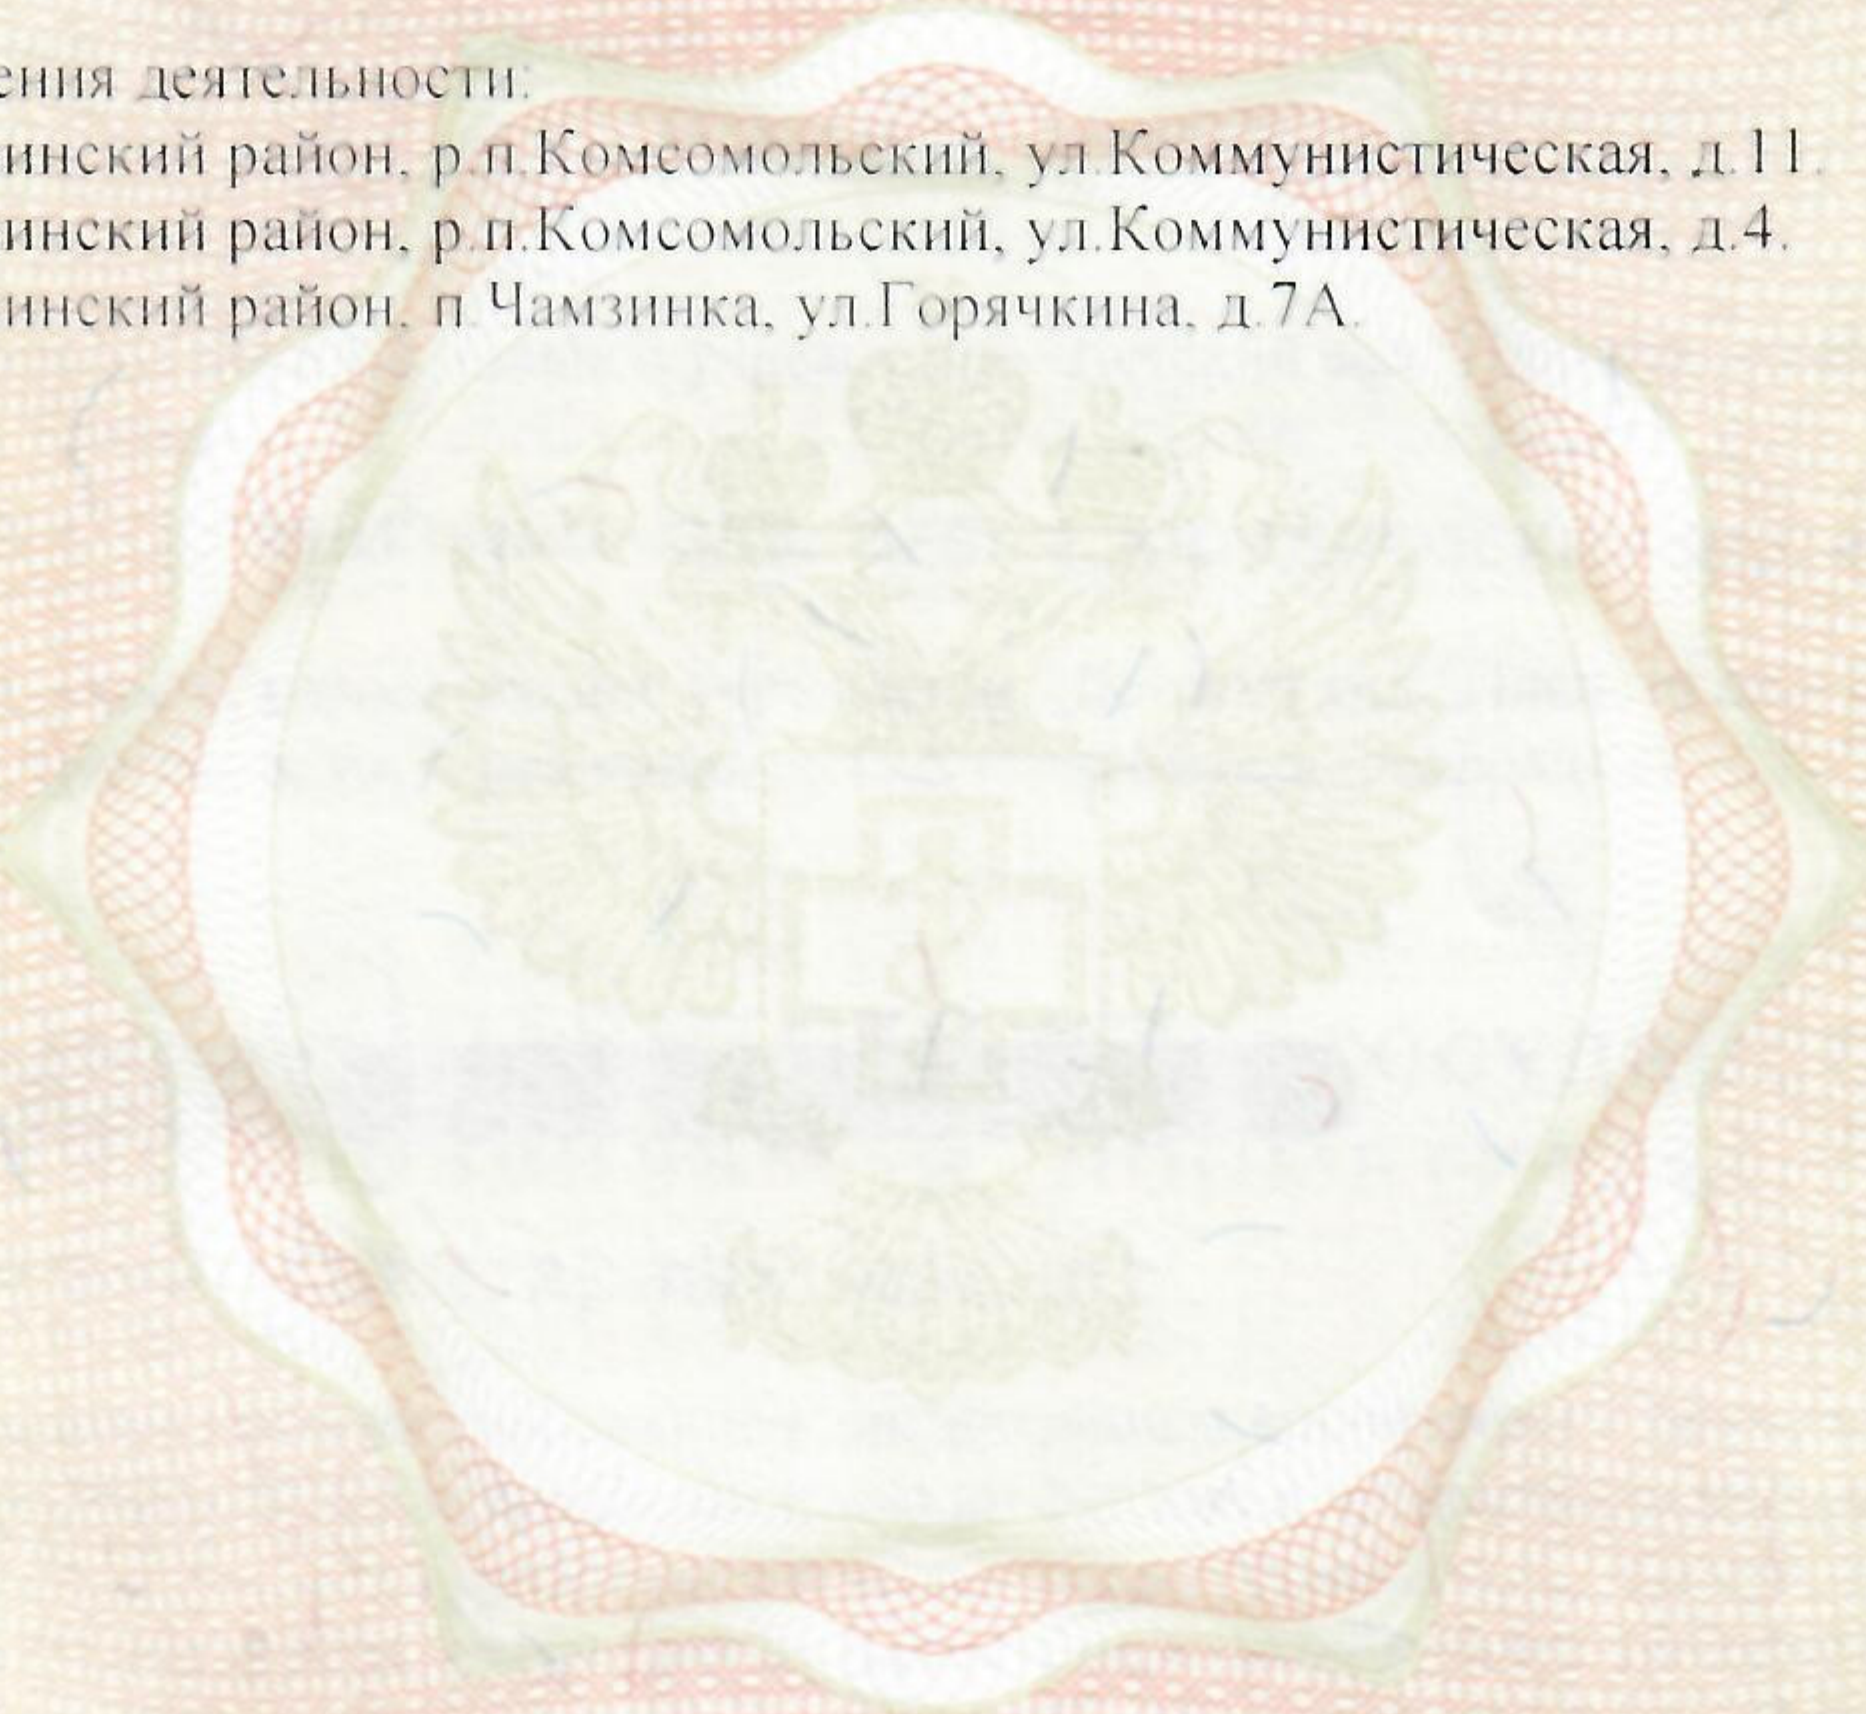 ения деятельности:
инский район, р.п.Комсомольский, ул.Коммунистическая, д.11.
инский район, р.п.Комсомольский, ул.Коммунистическая, д.4.
инский район, п.Чамзинка, ул.Горячкина, д.7А.